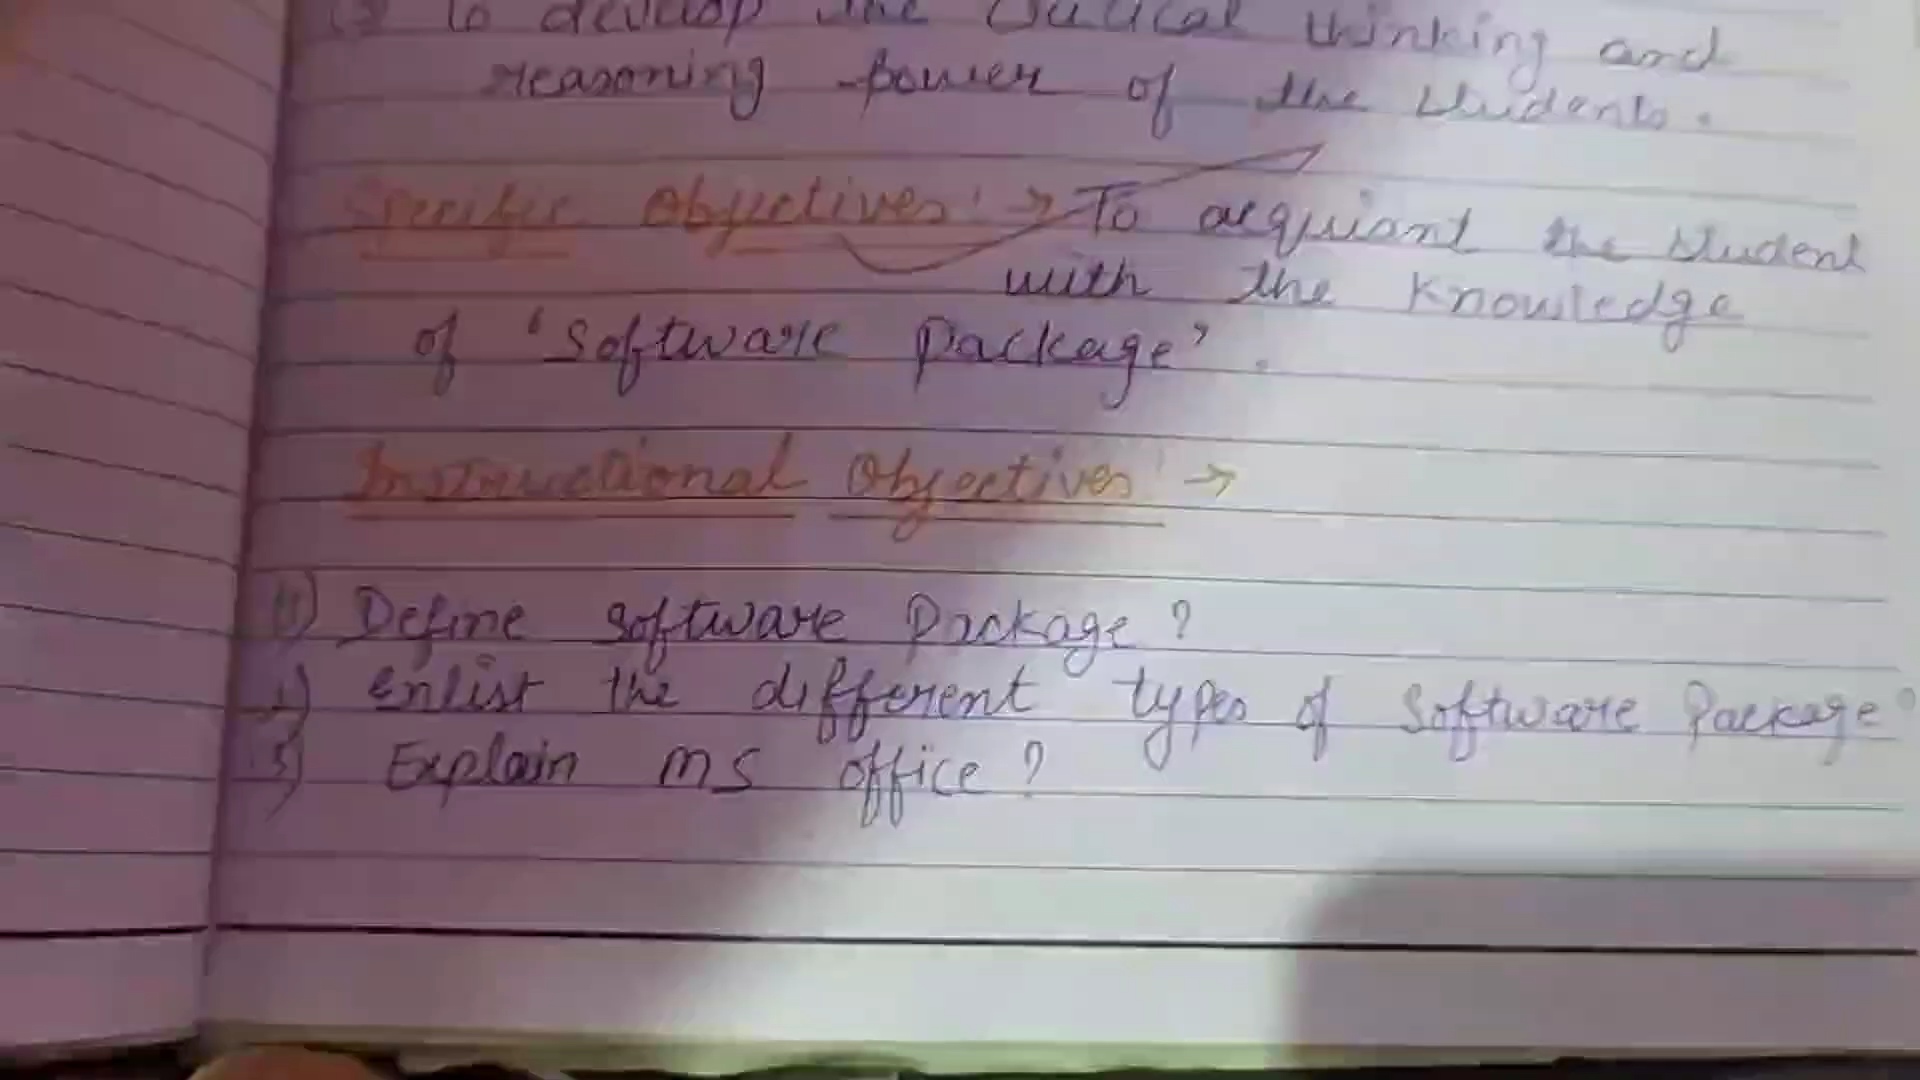 to develop the Critical thinking and
reasoning power of the students.
Specific Objectives :→ To acquiant the student
with the Knowledge
of 'Software Package'.
Instructional Objectives :→
1) Define software Package?
2) Enlist the different types of Software Package?
3) Explain MS office?